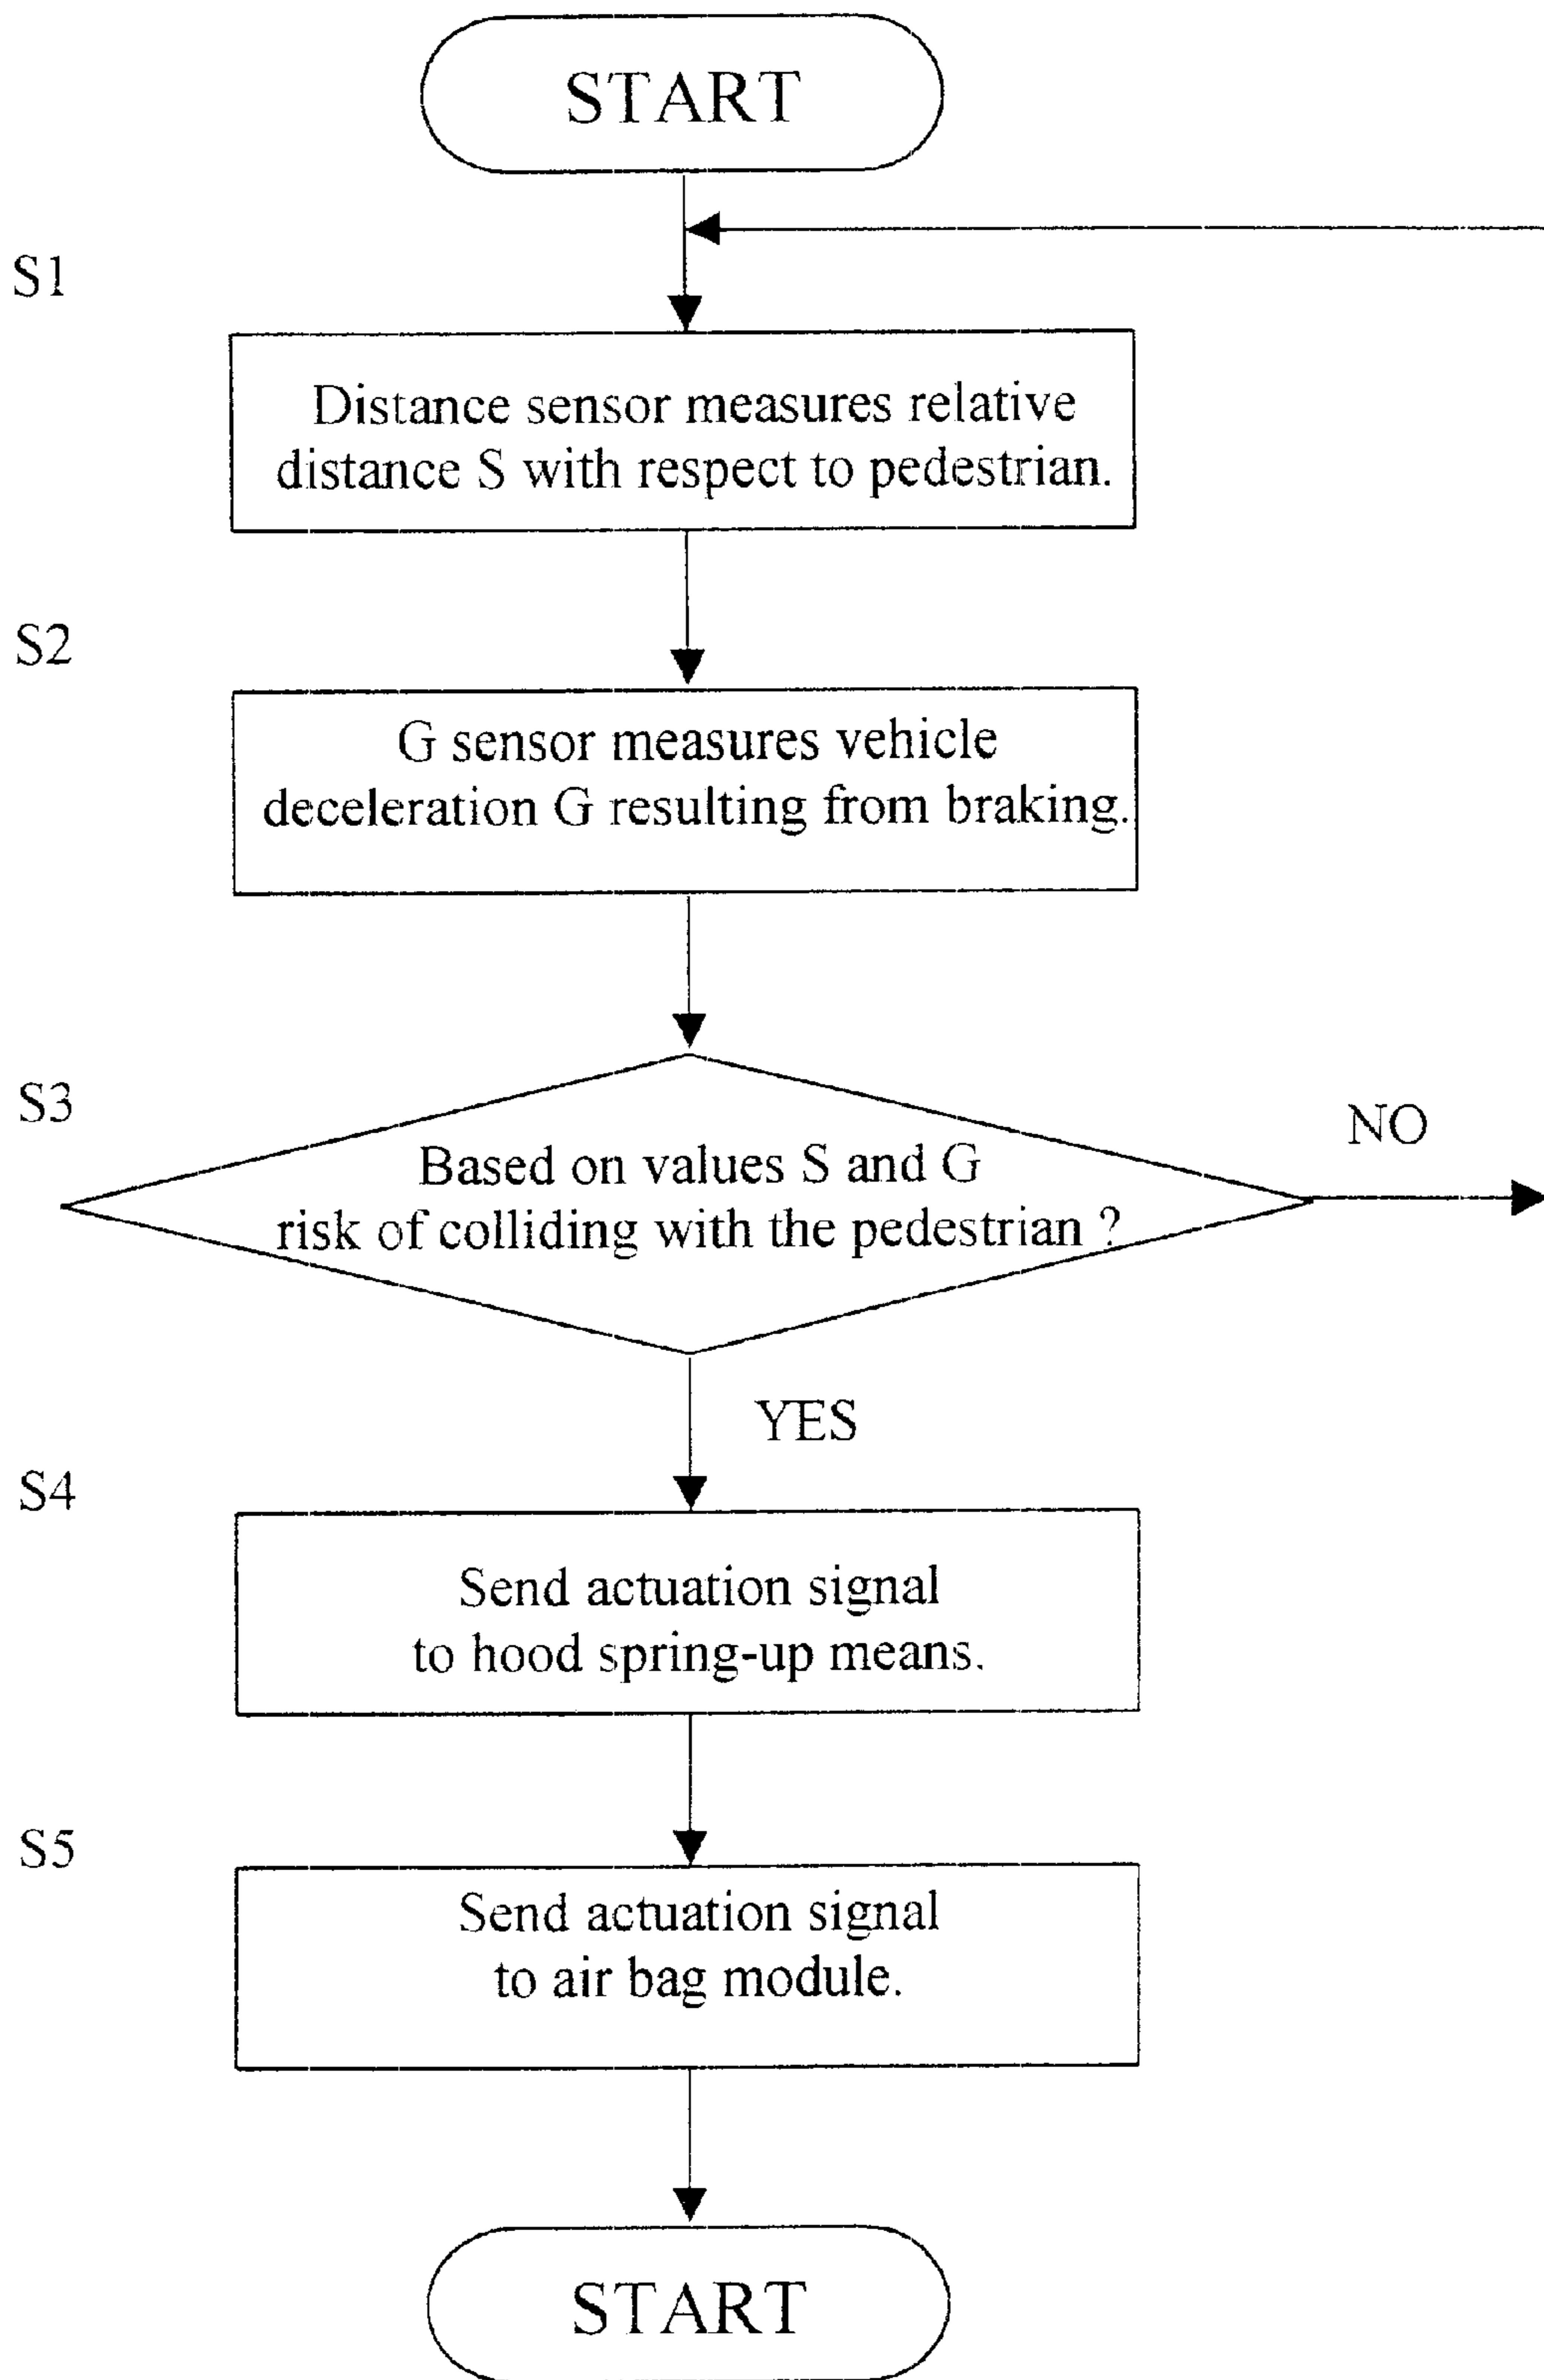 START
S1
Distance sensor measures relative
distance S with respect to pedestrian.
S2
G sensor measures vehicle
deceleration G resulting from braking.
S3
Based on values S and G
risk of colliding with the pedestrian ?
NO
YES
S4
Send actuation signal
to hood spring-up means.
S5
Send actuation signal
to air bag module.
START